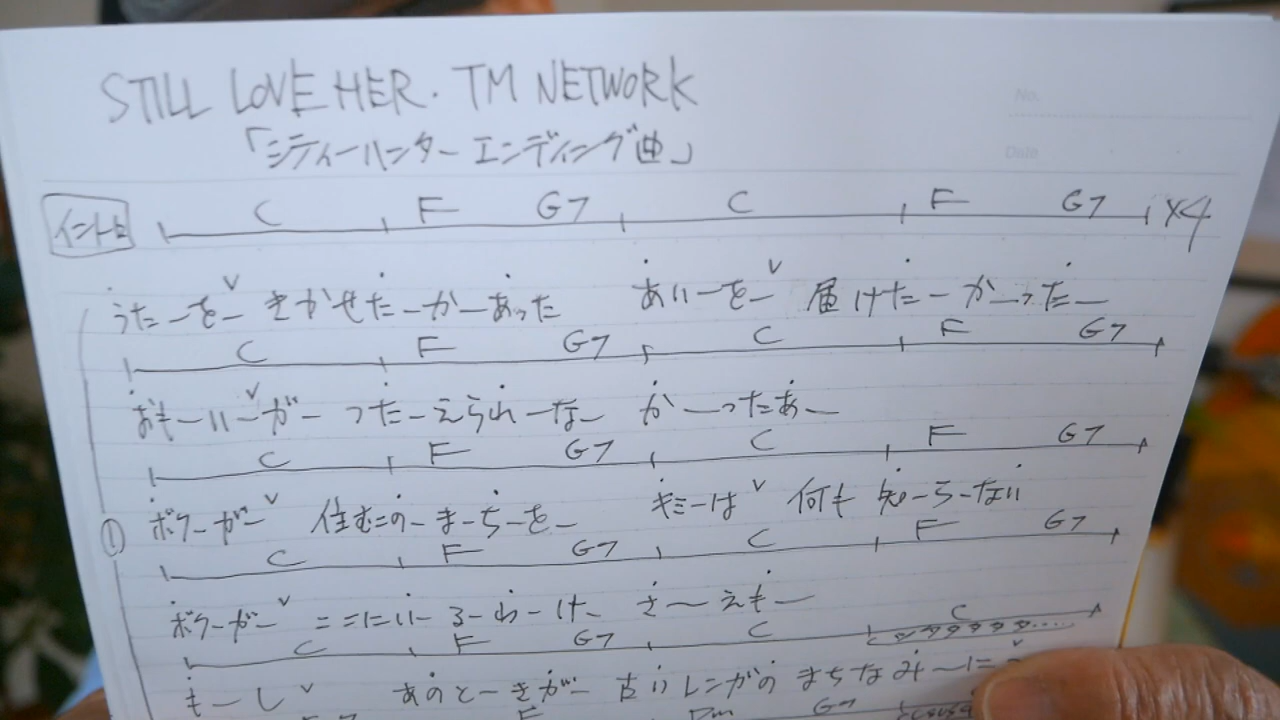 STILL LOVE HER. TM NETWORK
「シティーハンター エンディング曲」
No.
Date
イントロ C F G7 C F G7 ×4
うたーを_ きかせたーかーあった あいーを_ 届けたーかーったー
C F G7 C F G7
おもーいーがー つたーえられーなー かーったあー
C F G7 C F G7
ボクーがー 住むこのーまーちーを_ キミーは 何も 知ーらーない
① C F G7 C F G7
ボクーがー ここにいーるーわーけ_ さーえもー
C F G7 C C
もーし あのとーきがー 古いレンガの まちなみーに
F Dm G7